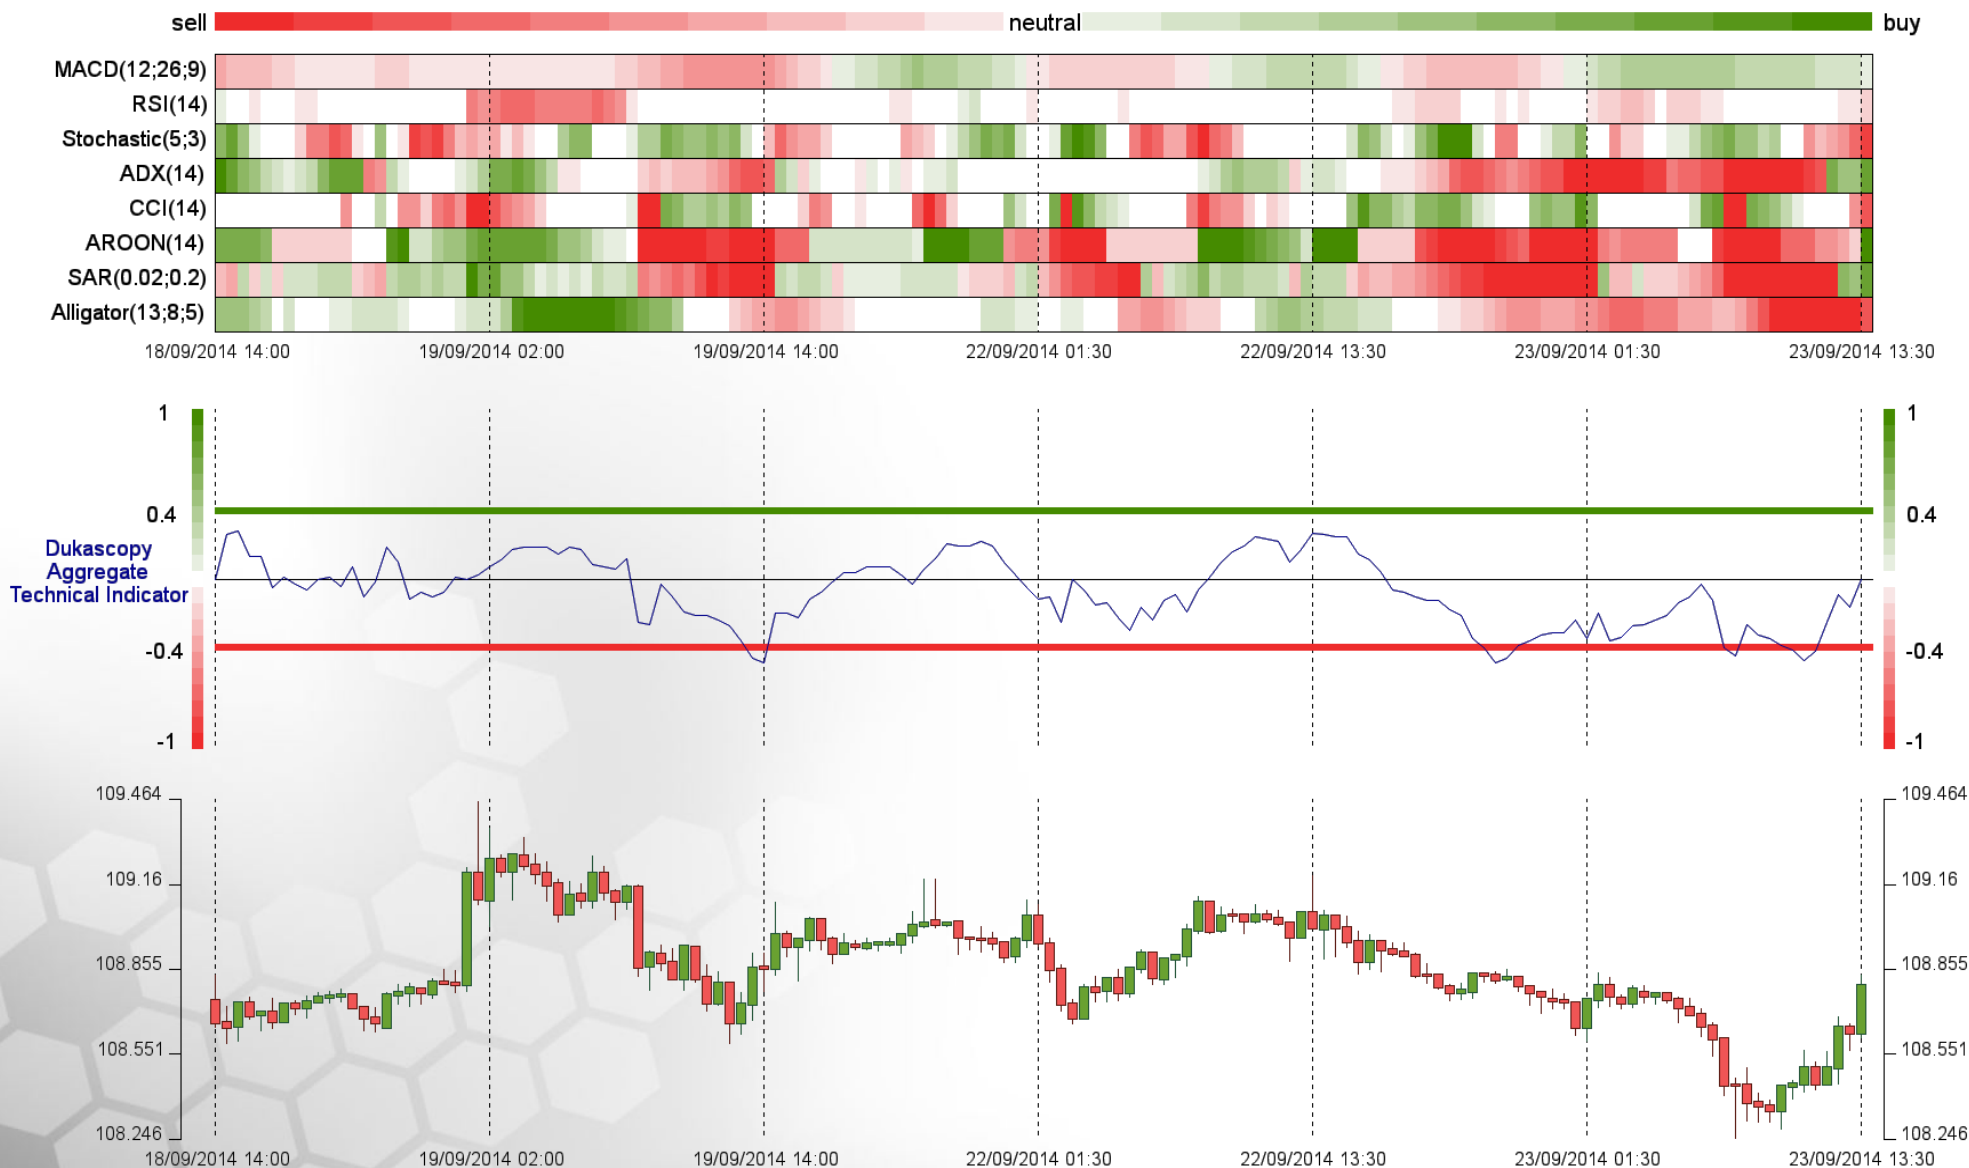 sell neutral buy
MACD(12;26;9)
RSI(14)
Stochastic(5;3)
ADX(14)
CCI(14)
AROON(14)
SAR(0.02;0.2)
Alligator(13;8;5)
18/09/2014 14:00 19/09/2014 02:00 19/09/2014 14:00 22/09/2014 01:30 22/09/2014 13:30 23/09/2014 01:30 23/09/2014 13:30
1 1
0.4 0.4
Dukascopy
Aggregate
Technical Indicator
-0.4 -0.4
-1 -1
109.464 109.464
109.16 109.16
108.855 108.855
108.551 108.551
108.246 108.246
18/09/2014 14:00 19/09/2014 02:00 19/09/2014 14:00 22/09/2014 01:30 22/09/2014 13:30 23/09/2014 01:30 23/09/2014 13:30